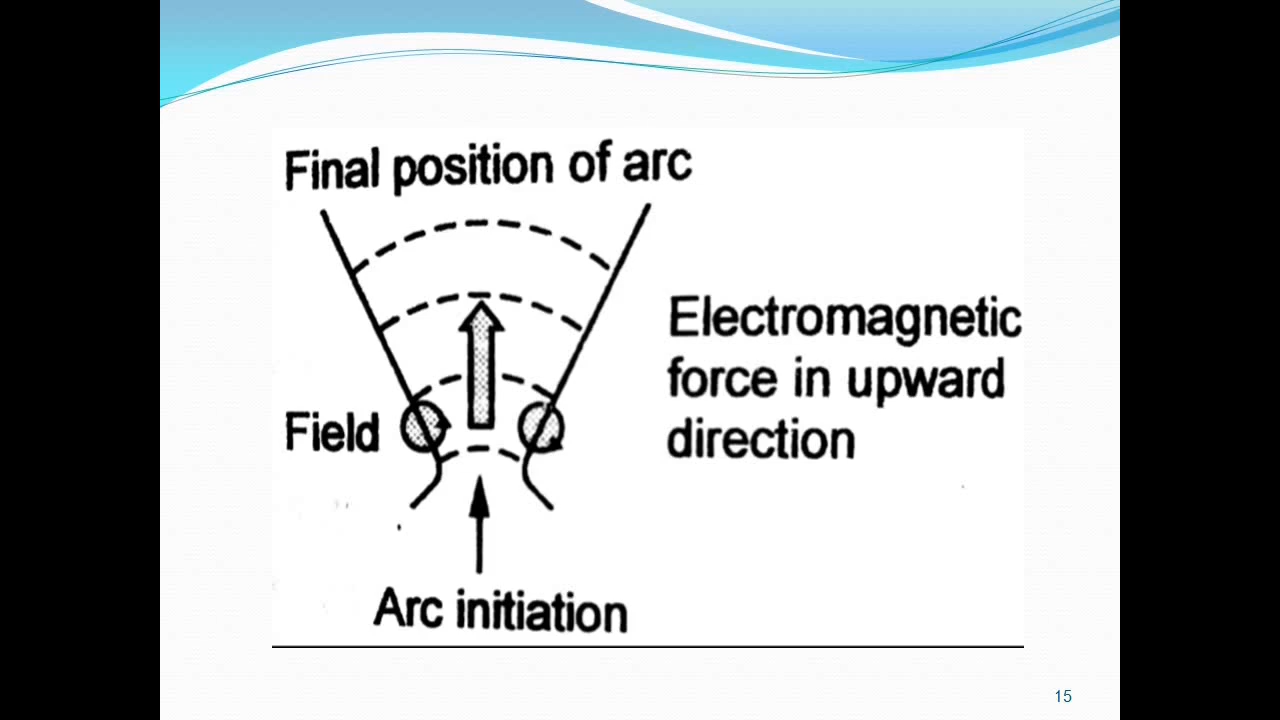 Final position of arc
Electromagnetic
force in upward
direction
Field
Arc initiation
15